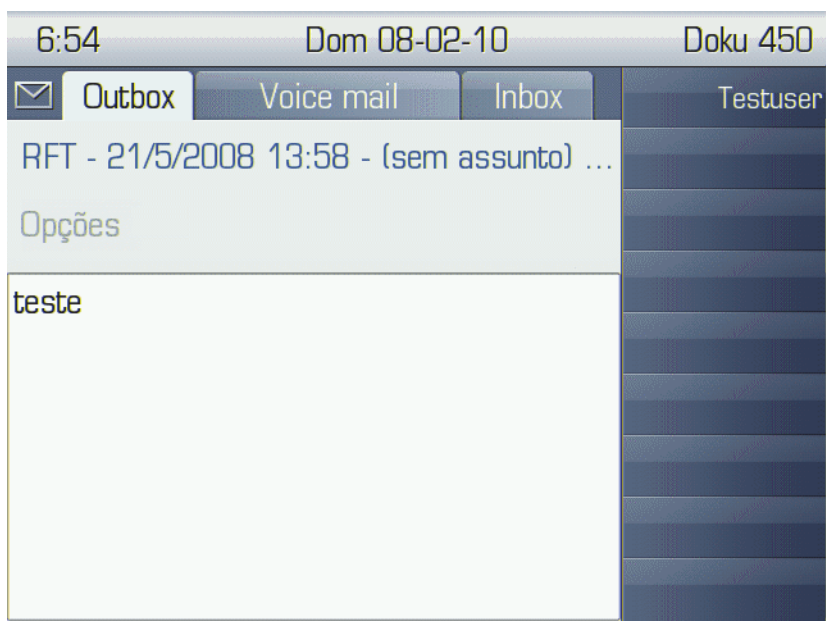 6:54 Dom 08-02-10 Doku 450
Outbox Voice mail Inbox Testuser
RFT - 21/5/2008 13:58 - (sem assunto) ...
Opções
teste